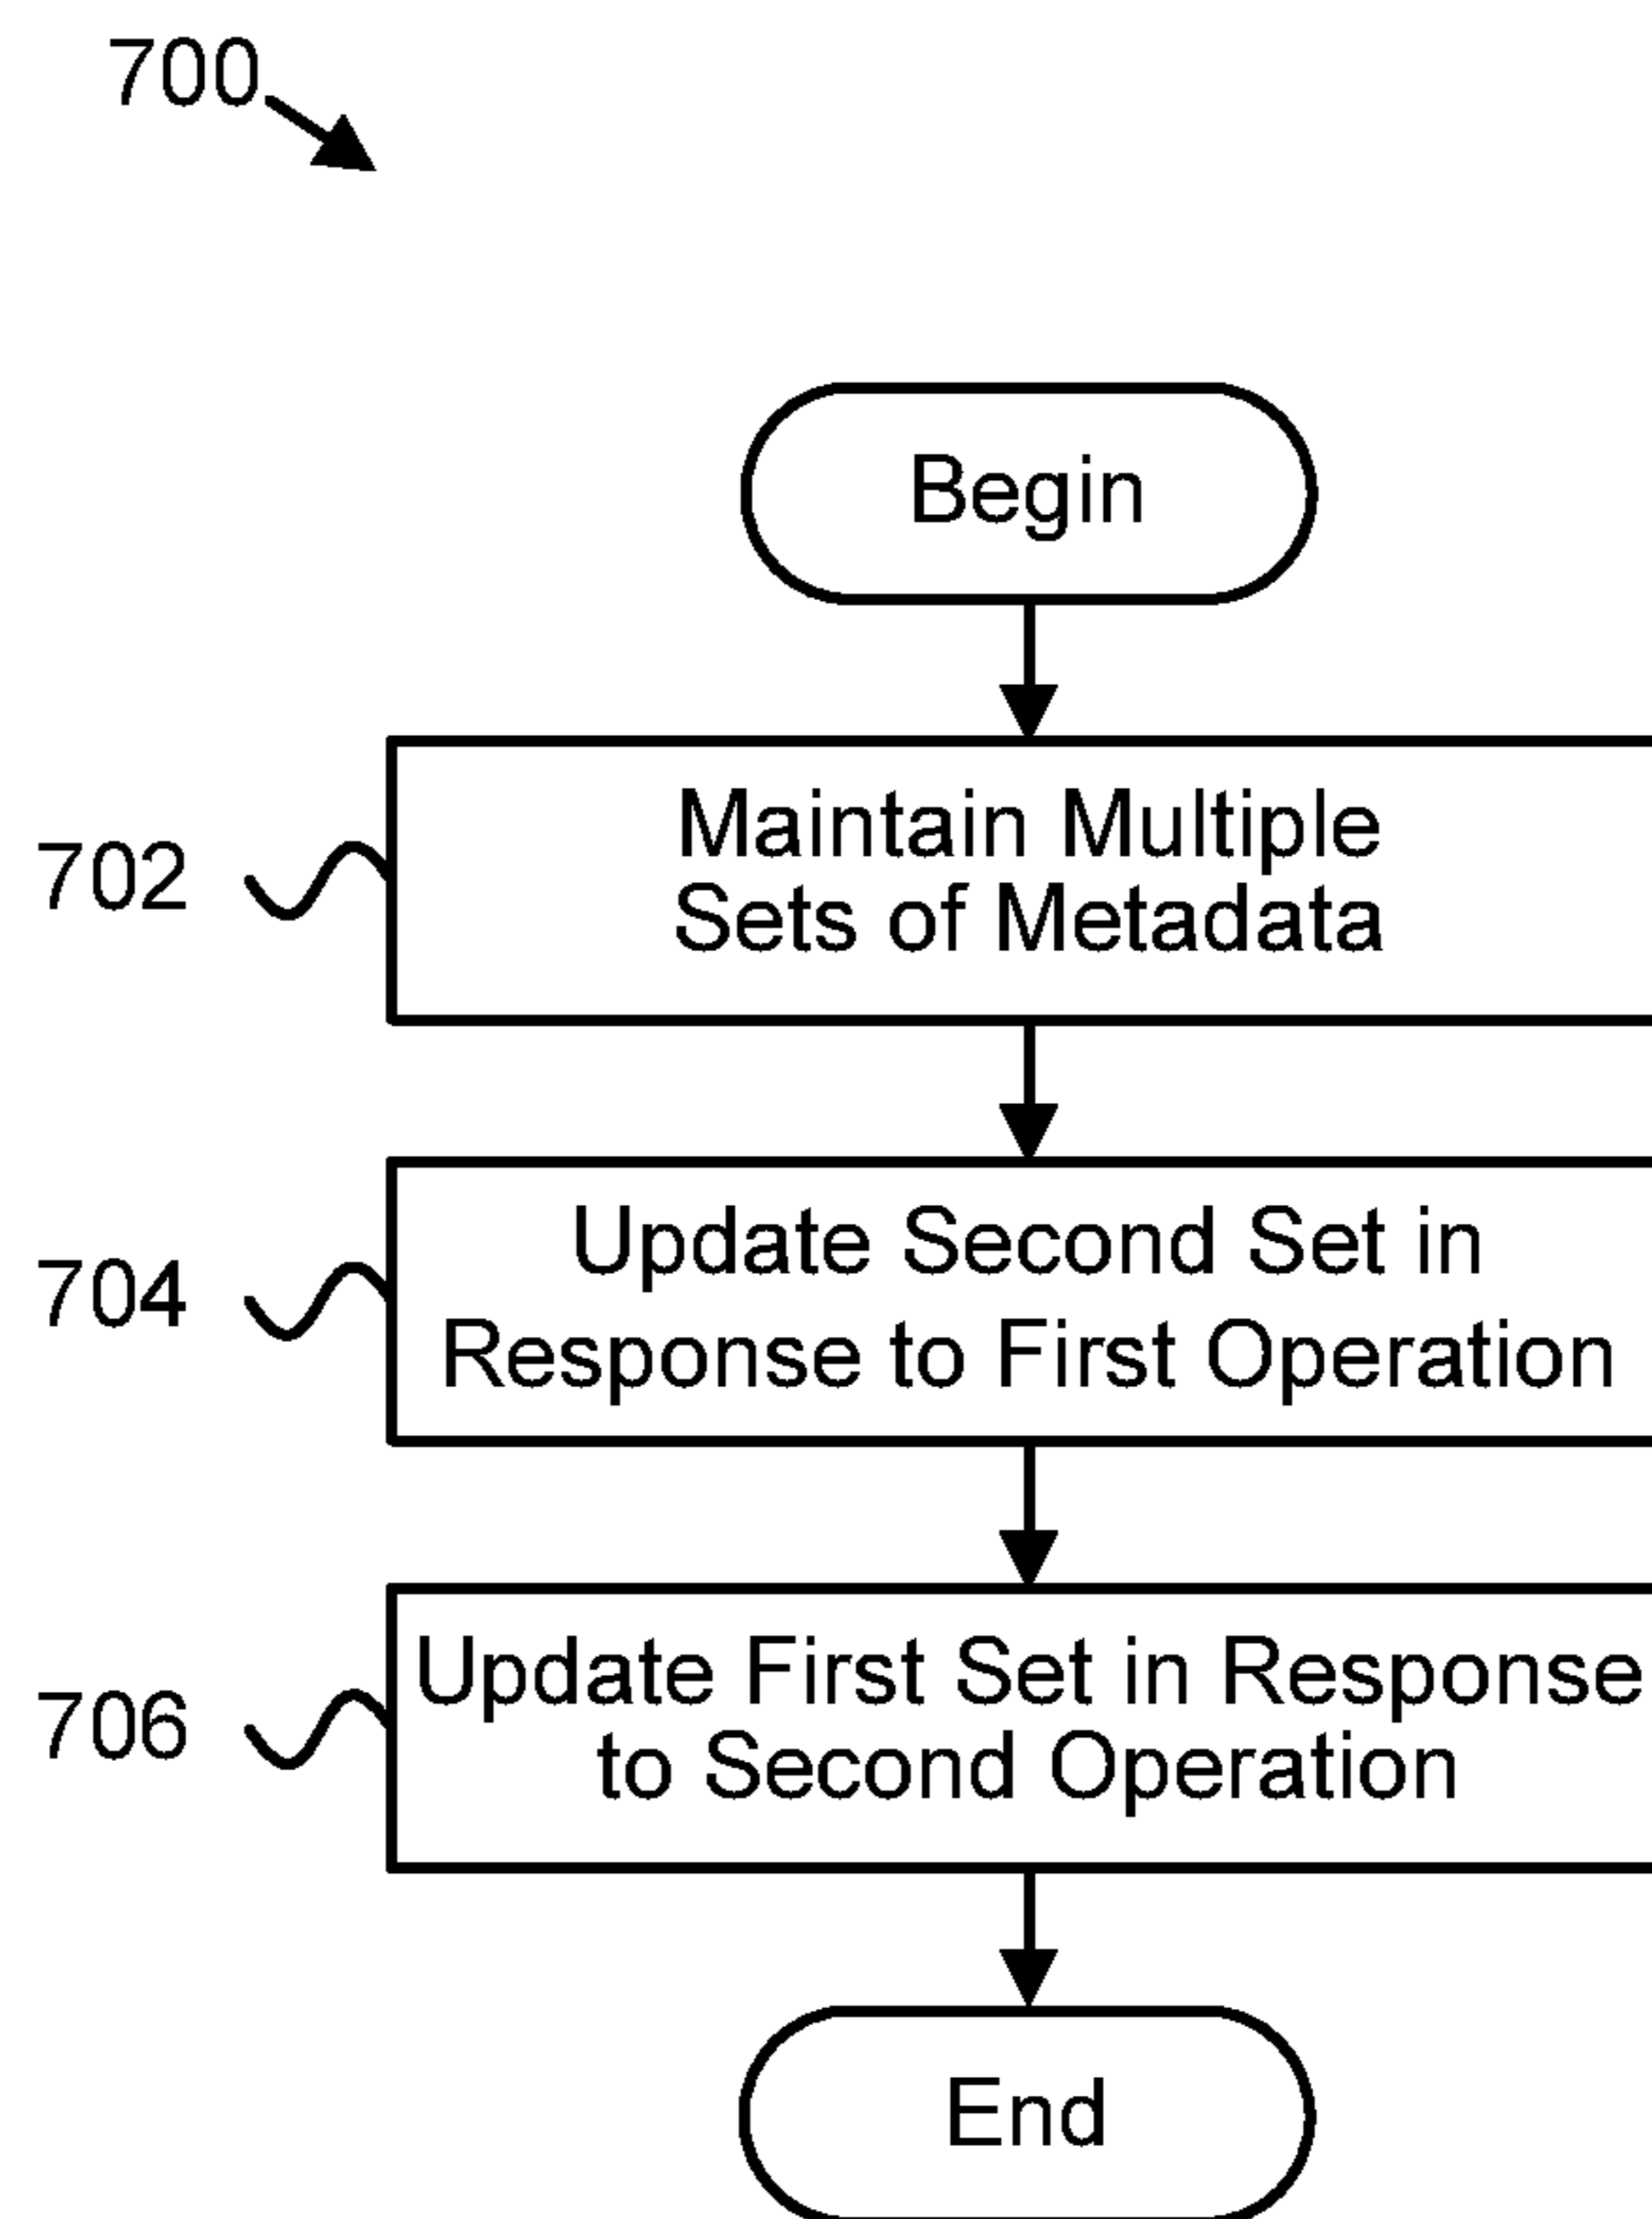 700
Begin
702
Maintain Multiple
Sets of Metadata
704
Update Second Set in
Response to First Operation
706
Update First Set in Response
to Second Operation
End